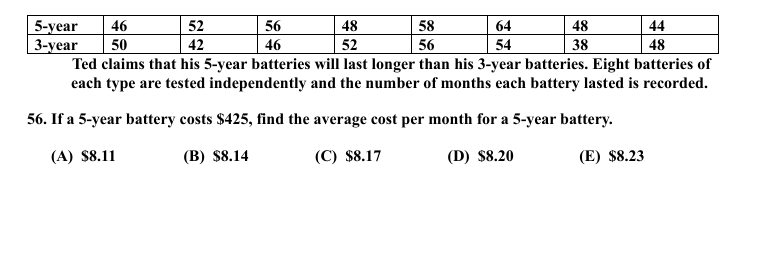 5-year 46 52 56 48 58 64 48 44
3-year 50 42 46 52 56 54 38 48
Ted claims that his 5-year batteries will last longer than his 3-year batteries. Eight batteries of
each type are tested independently and the number of months each battery lasted is recorded.
56. If a 5-year battery costs $425, find the average cost per month for a 5-year battery.
(A) $8.11 (B) $8.14 (C) $8.17 (D) $8.20 (E) $8.23